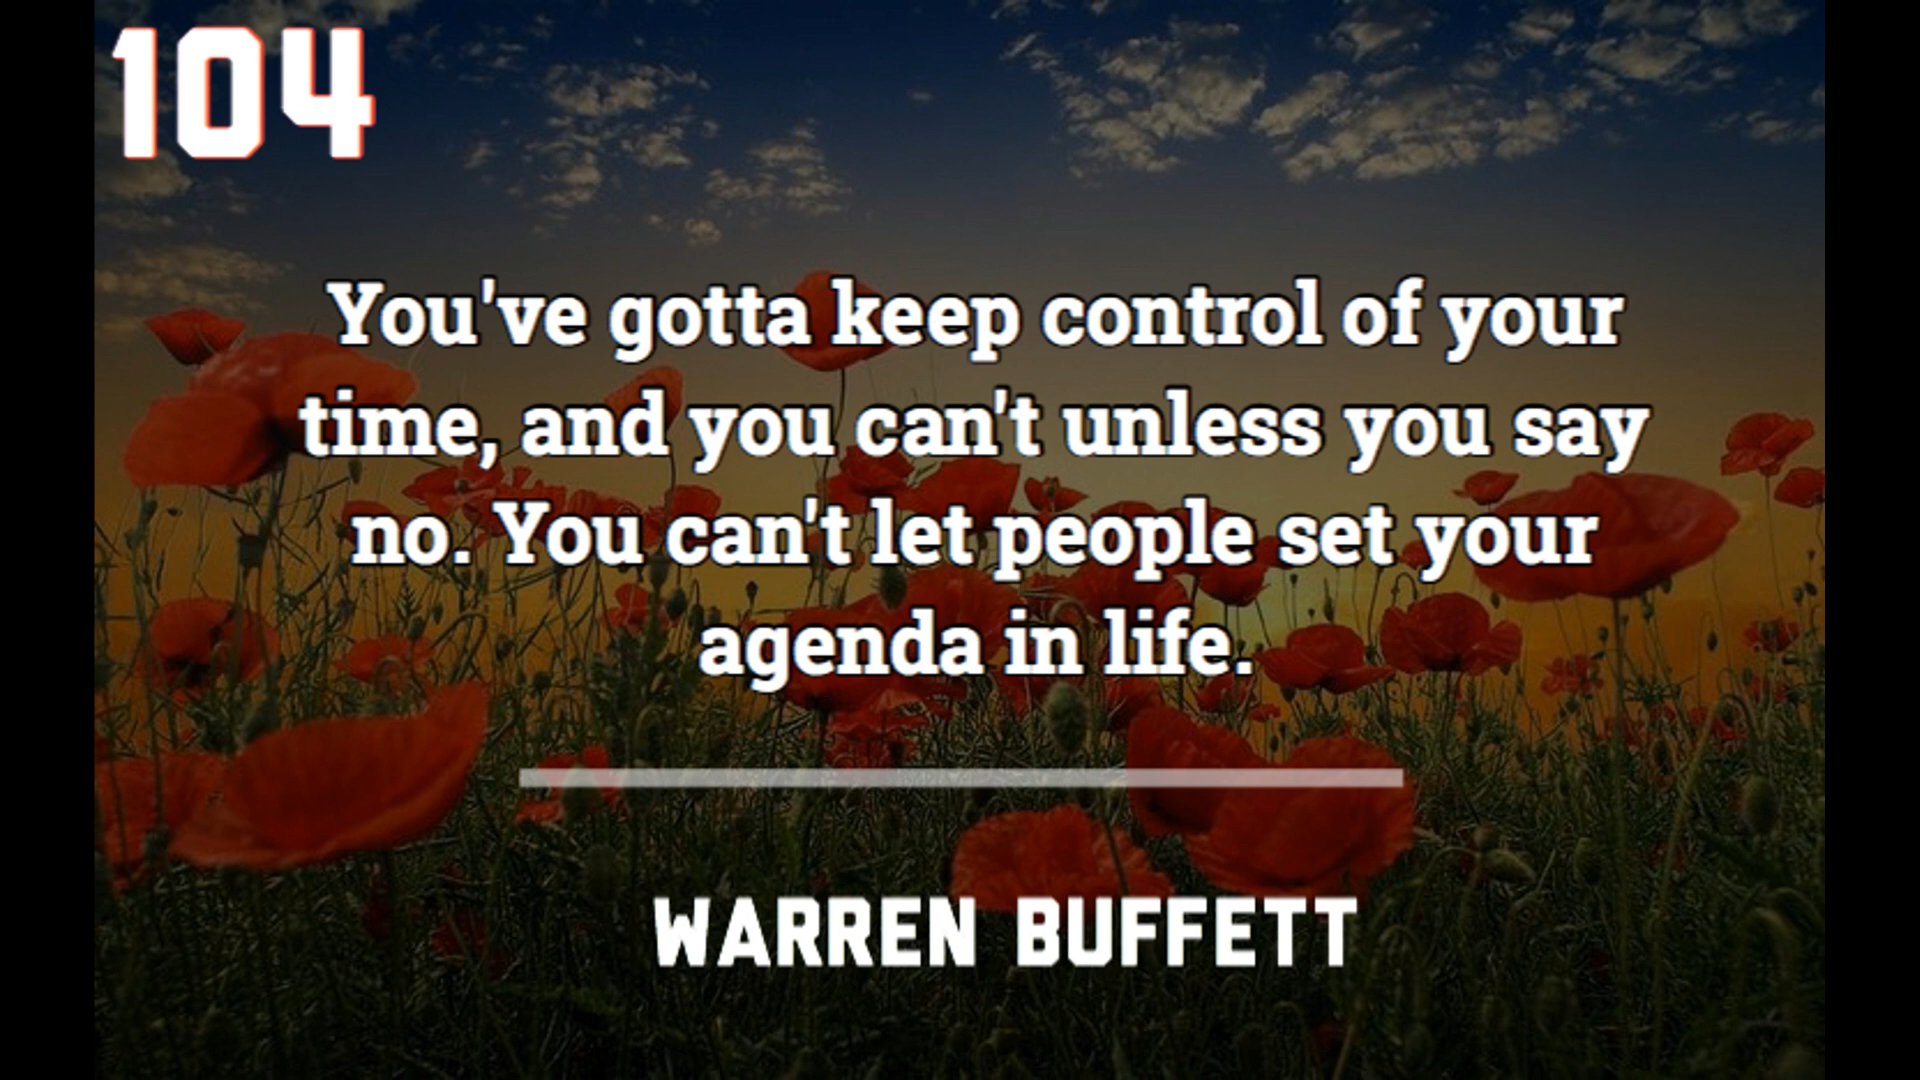 104
You've gotta keep control of your
time, and you can't unless you say
no. You can't let people set your
agenda in life.
WARREN BUFFETT